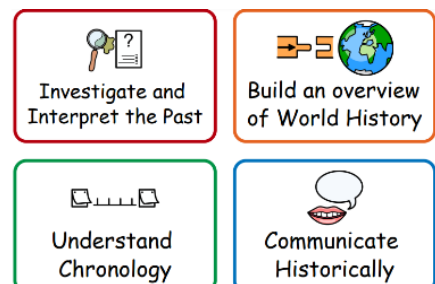 ?
Investigate and
Interpret the Past
Build an overview
of World History
Understand
Chronology
Communicate
Historically